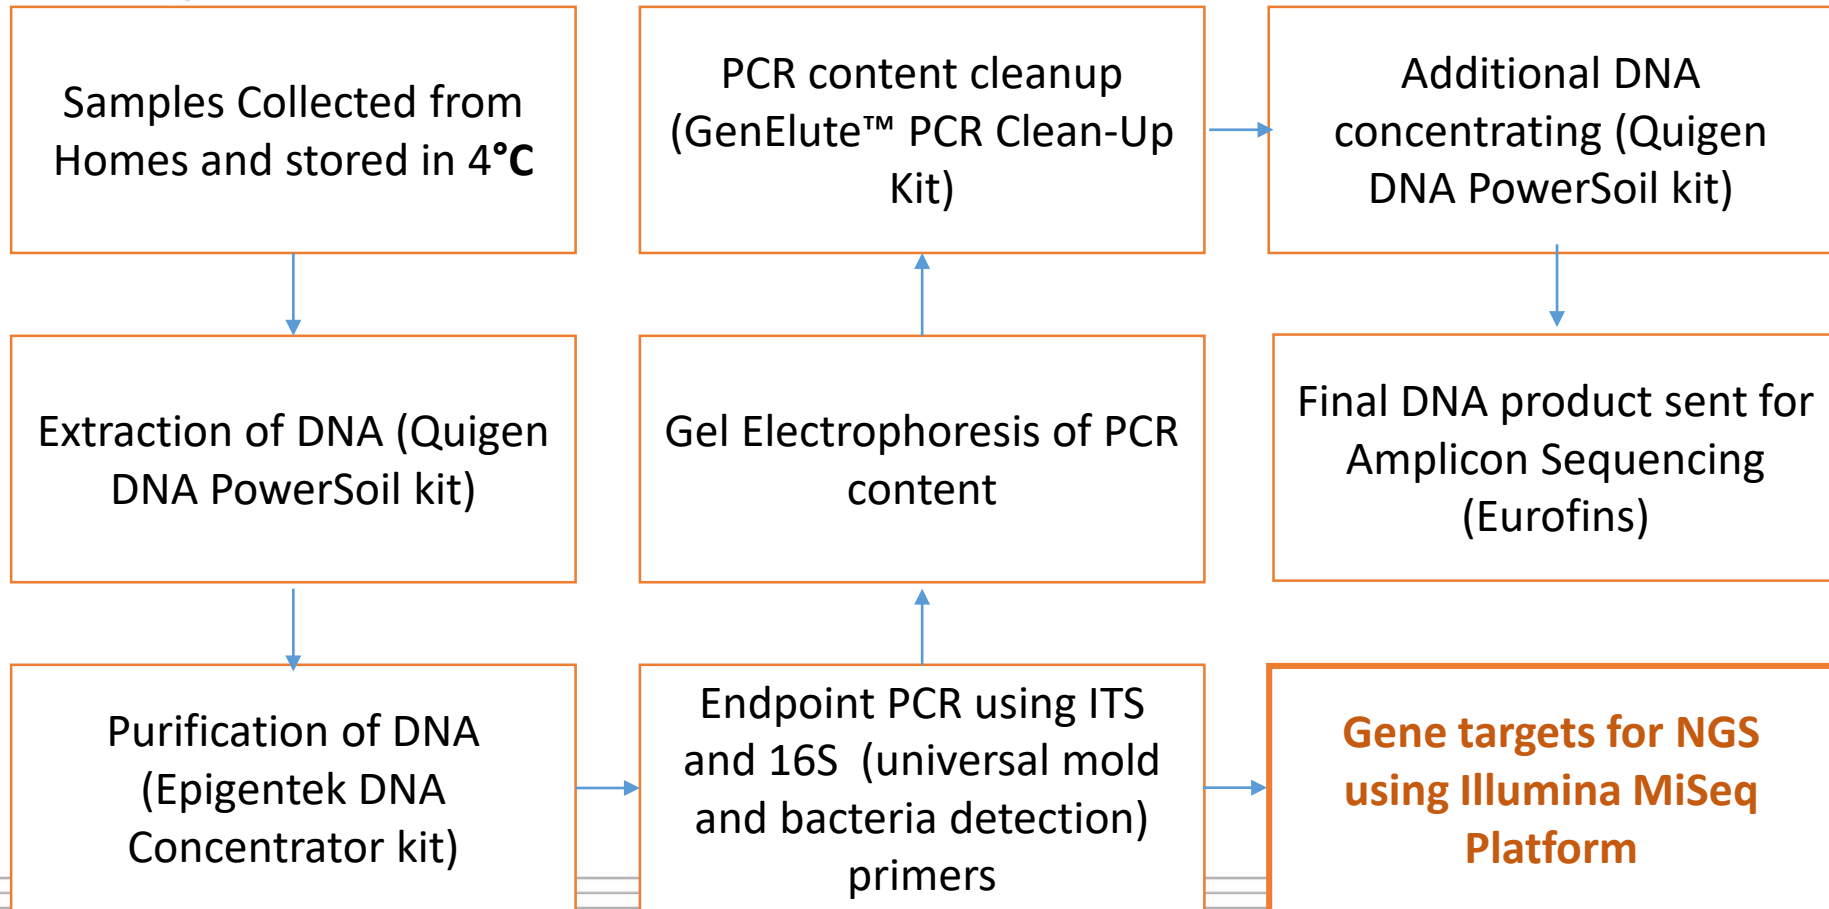 Samples Collected from
Homes and stored in 4°C
Extraction of DNA (Quigen
DNA PowerSoil kit)
Purification of DNA
(Epigentek DNA
Concentrator kit)
Endpoint PCR using ITS
and 16S (universal mold
and bacteria detection)
primers
Gel Electrophoresis of PCR
content
PCR content cleanup
(GenElute™ PCR Clean-Up
Kit)
Additional DNA
concentrating (Quigen
DNA PowerSoil kit)
Final DNA product sent for
Amplicon Sequencing
(Eurofins)
Gene targets for NGS
using Illumina MiSeq
Platform